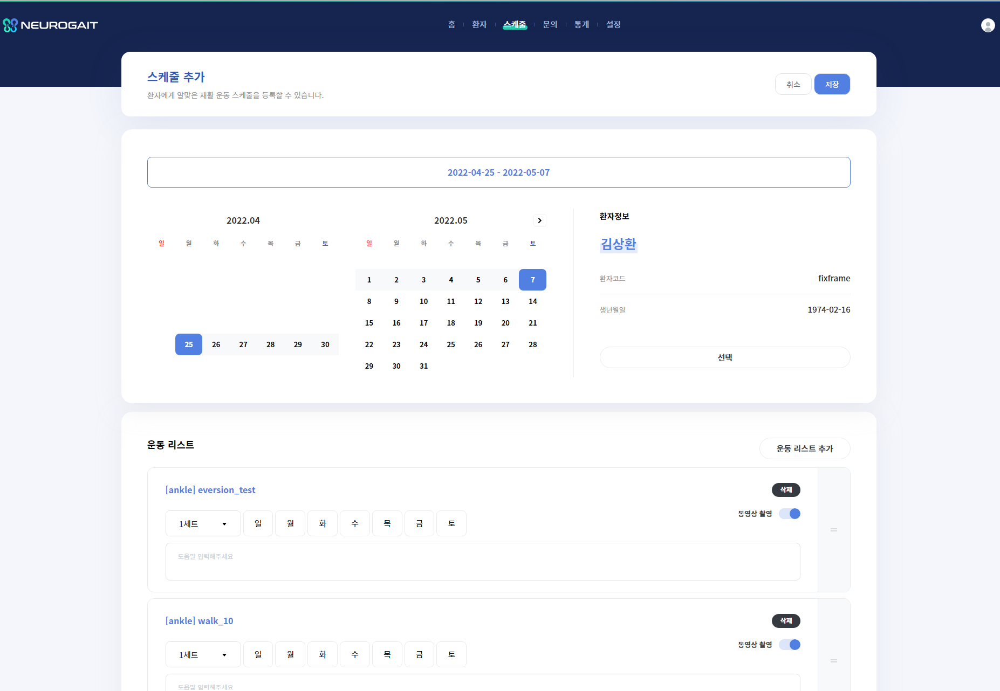 NEUROGAIT
홈 환자 스케줄 문의 통계 설정
스케줄 추가
환자에게 알맞은 재활 운동 스케줄을 등록할 수 있습니다.
취소 저장
2022-04-25 - 2022-05-07
2022.04
일 월 화 수 목 금 토
25 26 27 28 29 30
2022.05
일 월 화 수 목 금 토
1 2 3 4 5 6 7
8 9 10 11 12 13 14
15 16 17 18 19 20 21
22 23 24 25 26 27 28
29 30 31
환자정보
김상환
환자코드 fixframe
생년월일 1974-02-16
선택
운동 리스트
운동 리스트 추가
[ankle] eversion_test
삭제
동영상 촬영
1세트 일 월 화 수 목 금 토
도움말 입력해주세요
[ankle] walk_10
삭제
동영상 촬영
1세트 일 월 화 수 목 금 토
도움말 입력해주세요